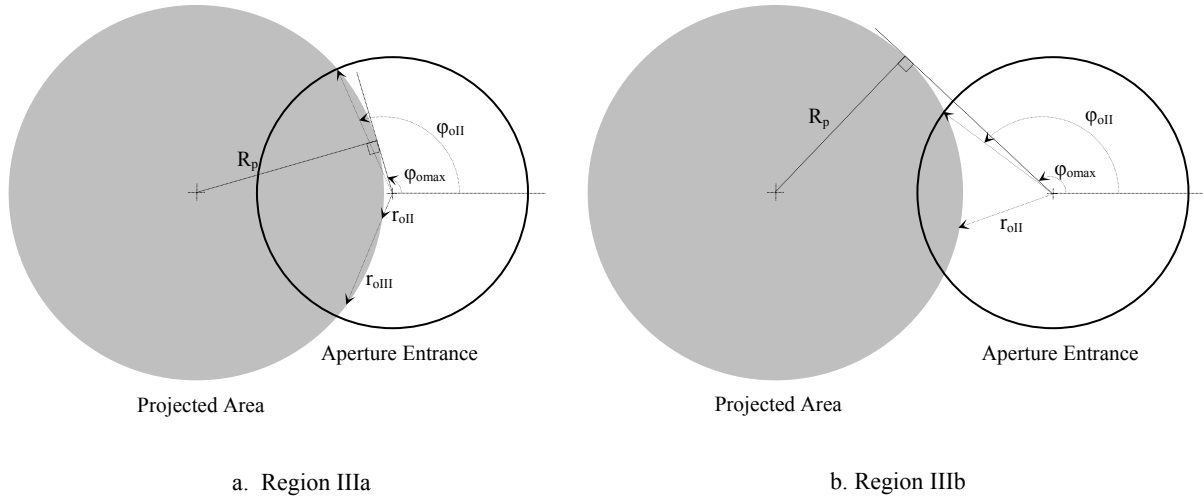 R_p
φ_oII
φ_omax
r_oII
r_oIII
Aperture Entrance
Projected Area
a. Region IIIa
R_p
φ_oII
φ_omax
r_oII
Aperture Entrance
Projected Area
b. Region IIIb